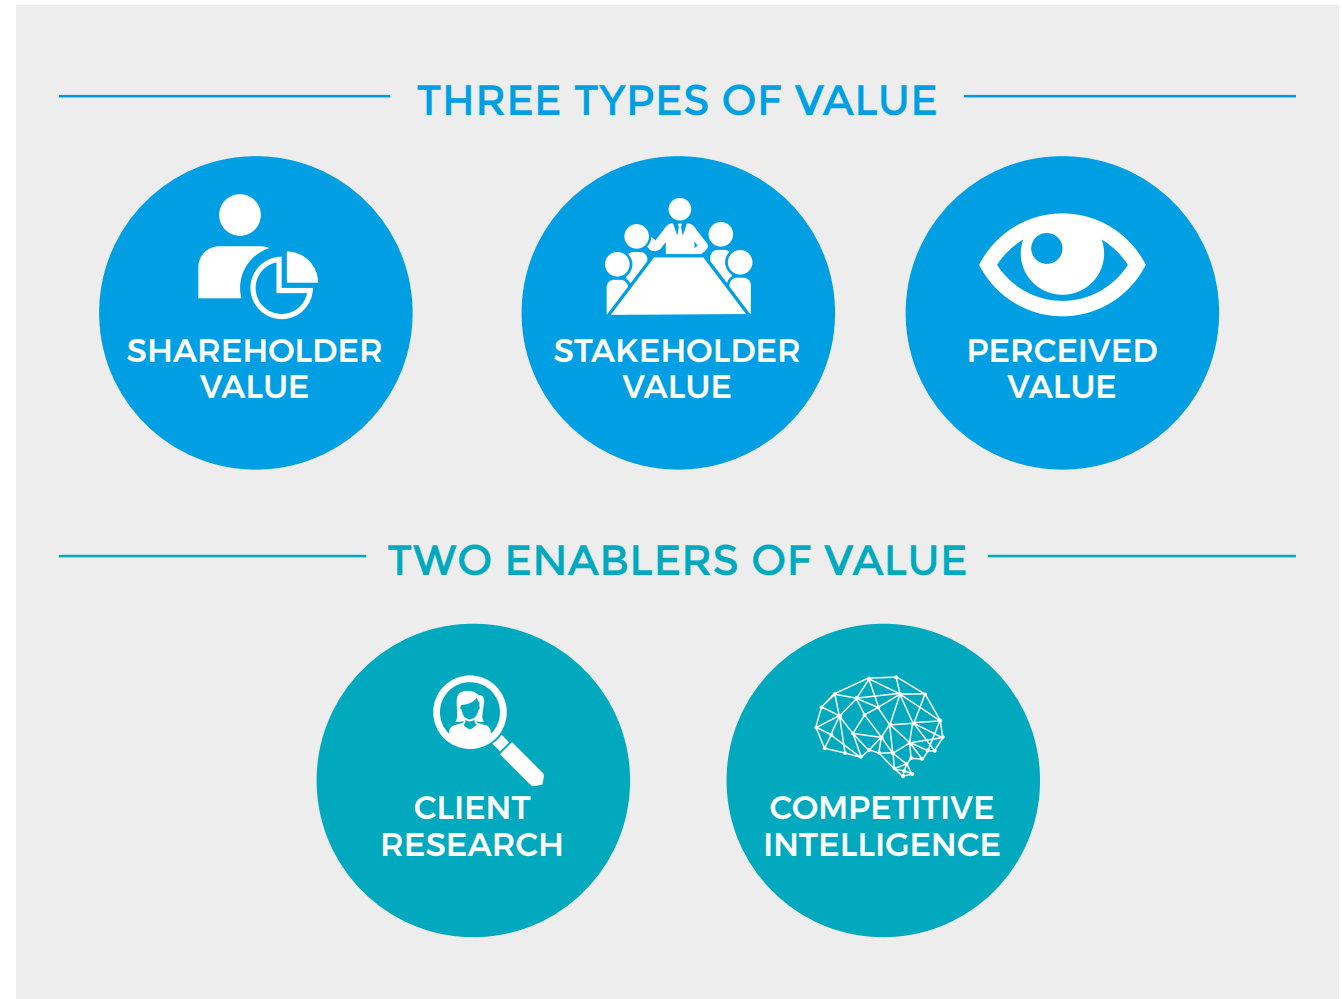 THREE TYPES OF VALUE
SHAREHOLDER
VALUE
STAKEHOLDER
VALUE
PERCEIVED
VALUE
TWO ENABLERS OF VALUE
CLIENT
RESEARCH
COMPETITIVE
INTELLIGENCE